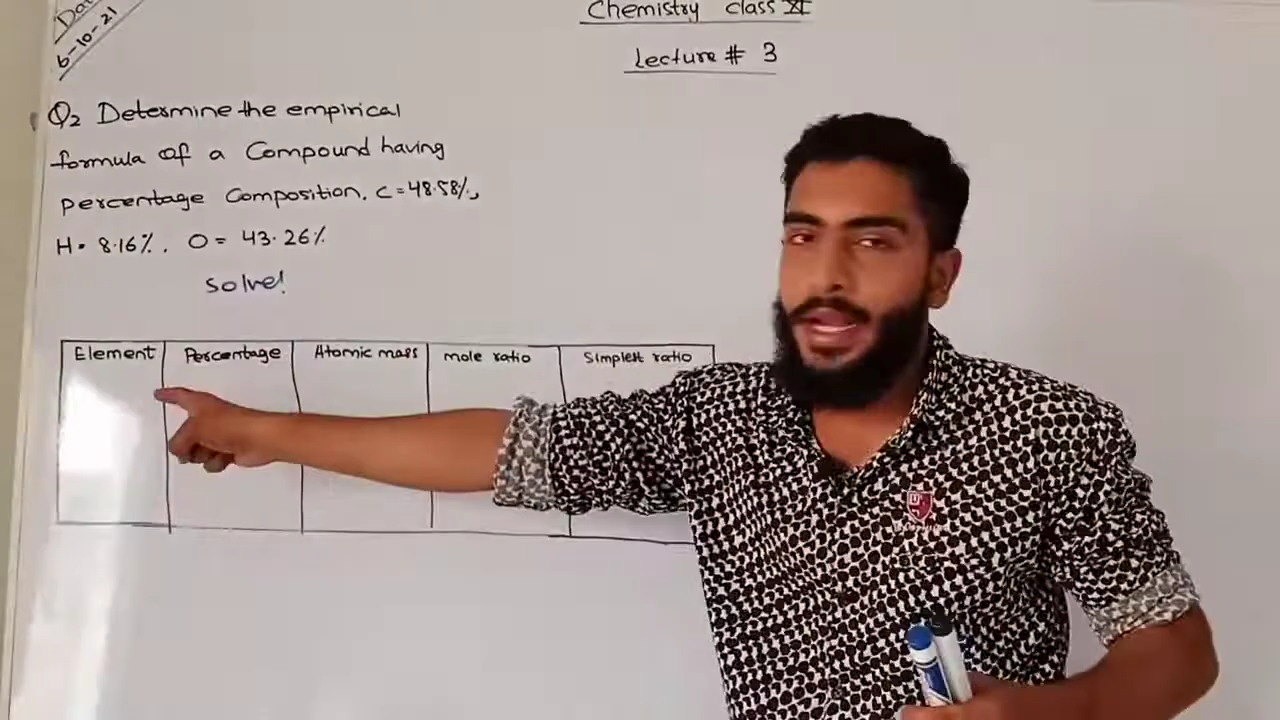 Chemistry class XI
Lecture # 3
6-10-21
Q2 Determine the empirical
formula of a Compound having
percentage Composition. C=48.58%,
H= 8.16%. O= 43.26%
solve!
Element Percentage Atomic mass mole ratio Simplest ratio